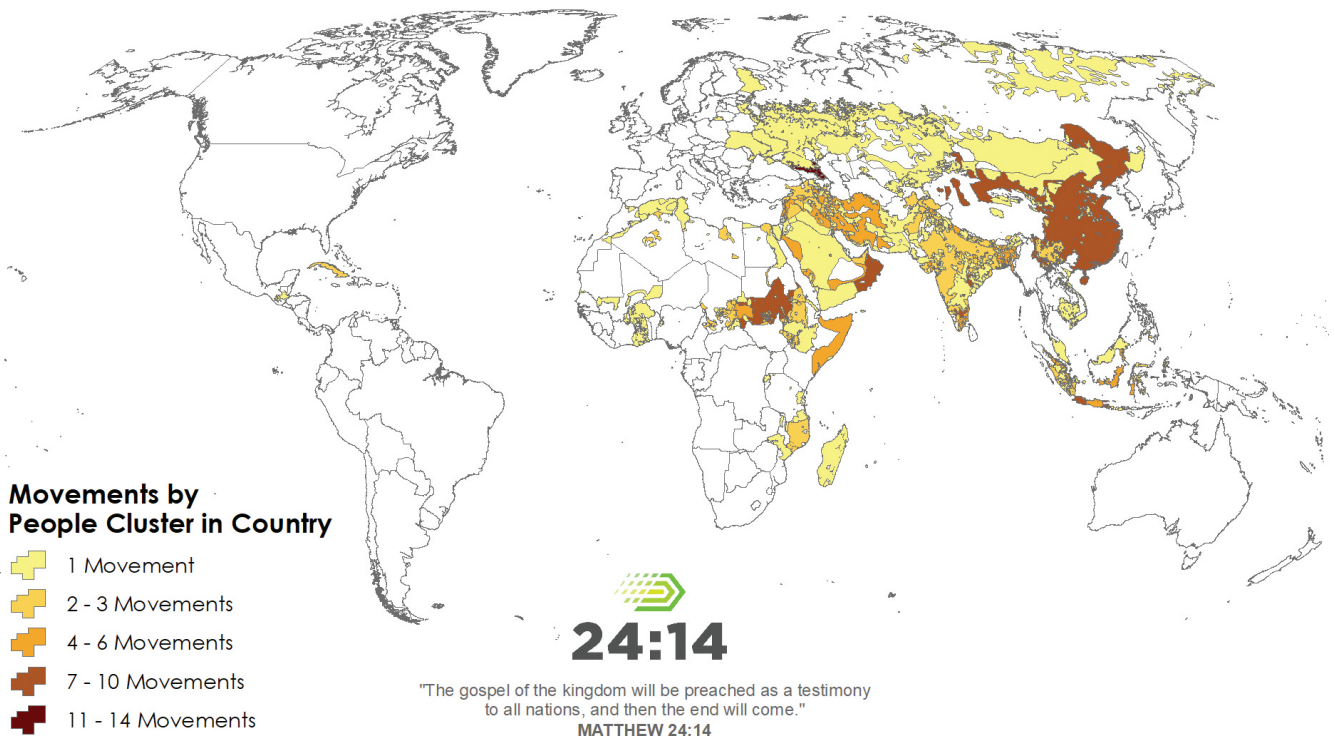 Movements by
People Cluster in Country
1 Movement
2 - 3 Movements
4 - 6 Movements
7 - 10 Movements
11 - 14 Movements
24:14
"The gospel of the kingdom will be preached as a testimony
to all nations, and then the end will come."
MATTHEW 24:14